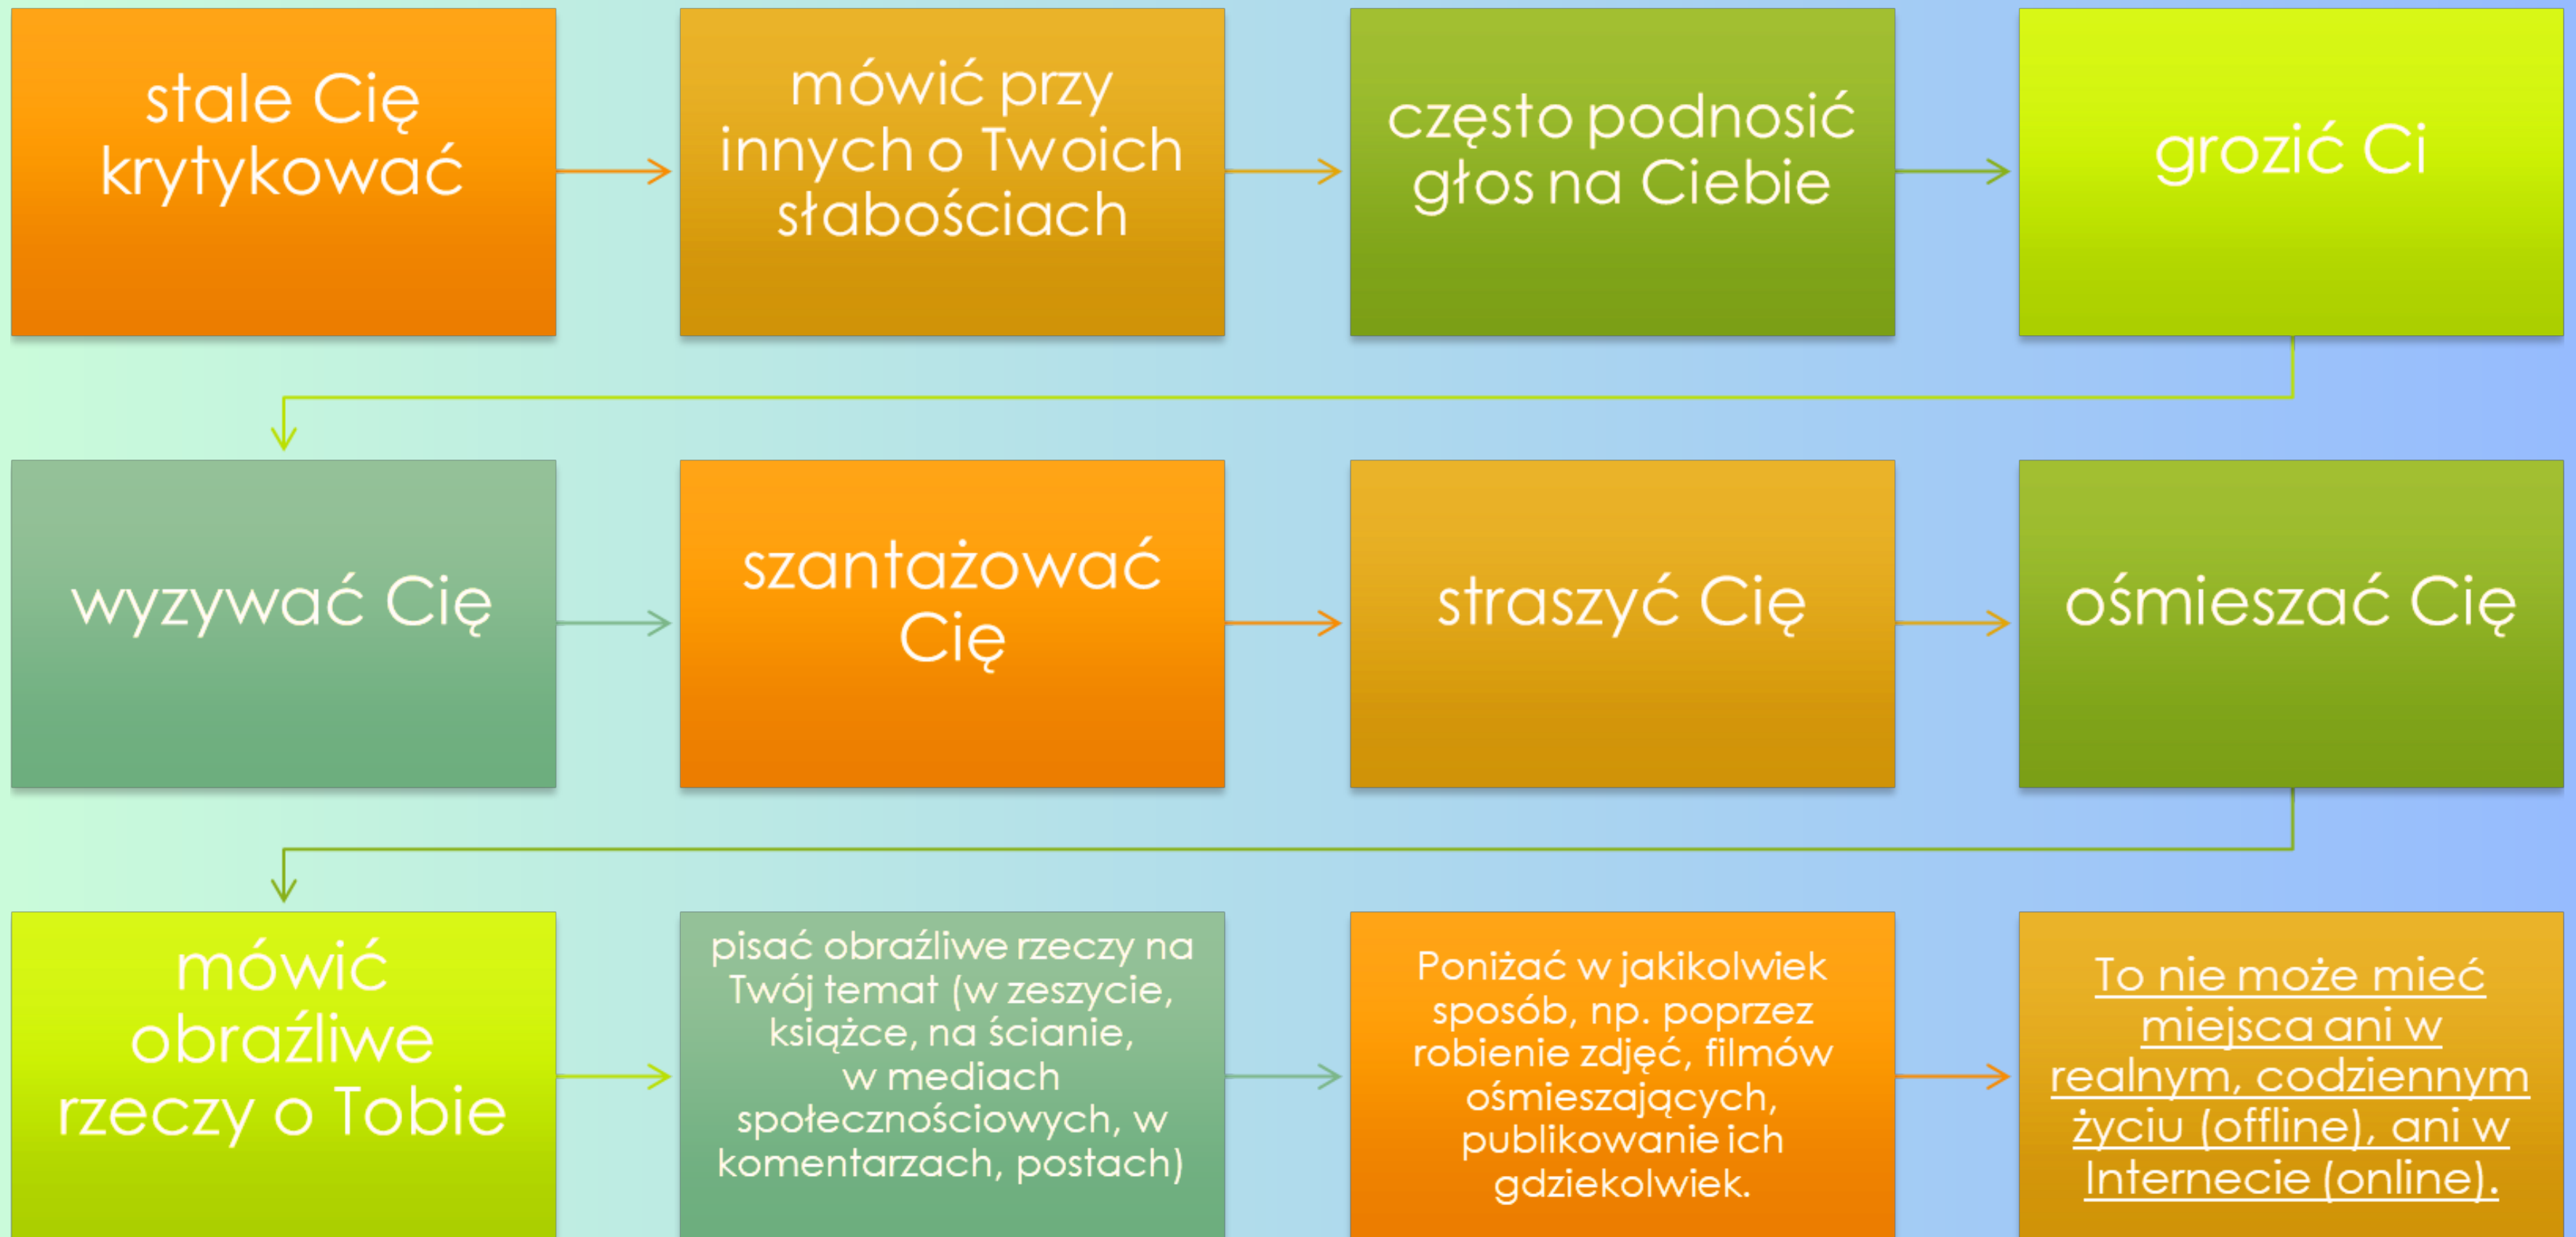 stale Cię
krytykować
mówić przy
innych o Twoich
słabościach
często podnosić
głos na Ciebie
grozić Ci
wyzywać Cię
szantażować
Cię
straszyć Cię
ośmieszać Cię
mówić
obraźliwe
rzeczy o Tobie
pisać obraźliwe rzeczy na
Twój temat (w zeszycie,
książce, na ścianie,
w mediach
społecznościowych, w
komentarzach, postach)
Poniżać w jakikolwiek
sposób, np. poprzez
robienie zdjęć, filmów
ośmieszających,
publikowanie ich
gdziekolwiek.
To nie może mieć
miejsca ani w
realnym, codziennym
życiu (offline), ani w
Internecie (online).